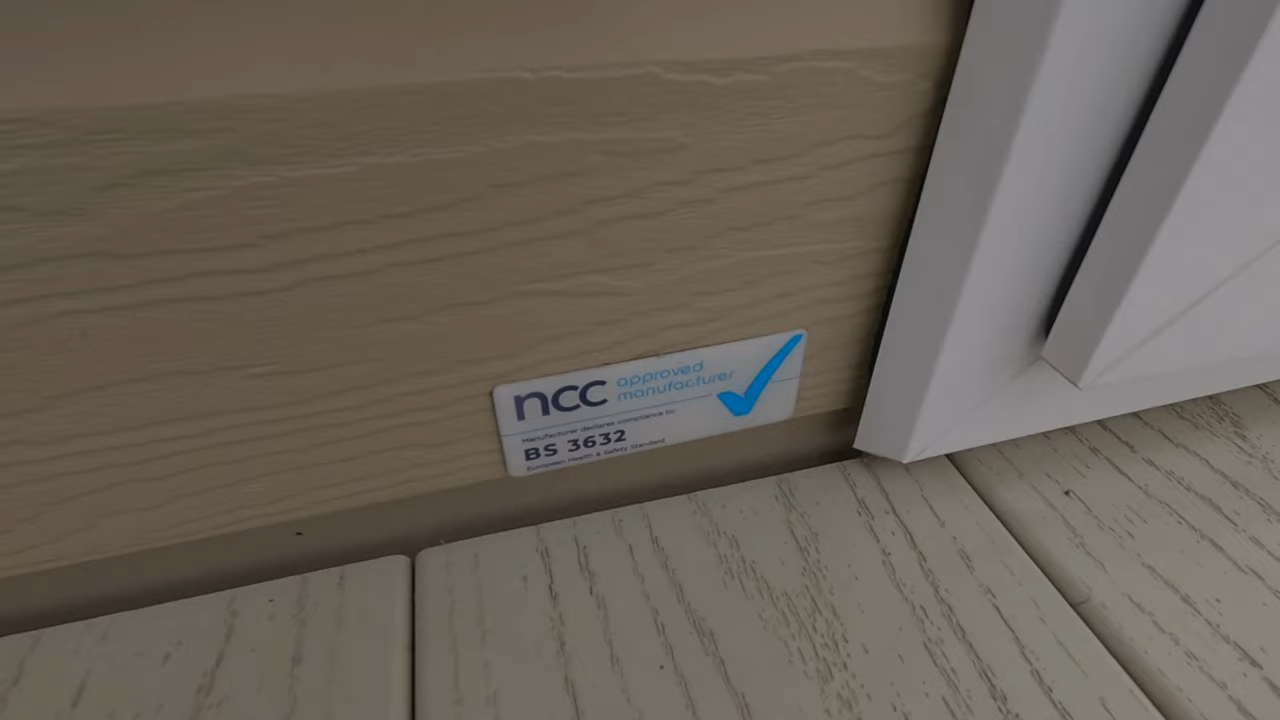 ncc approved
manufacturer
Manufacturer declares compliance to:
BS 3632
European Health & Safety Standard